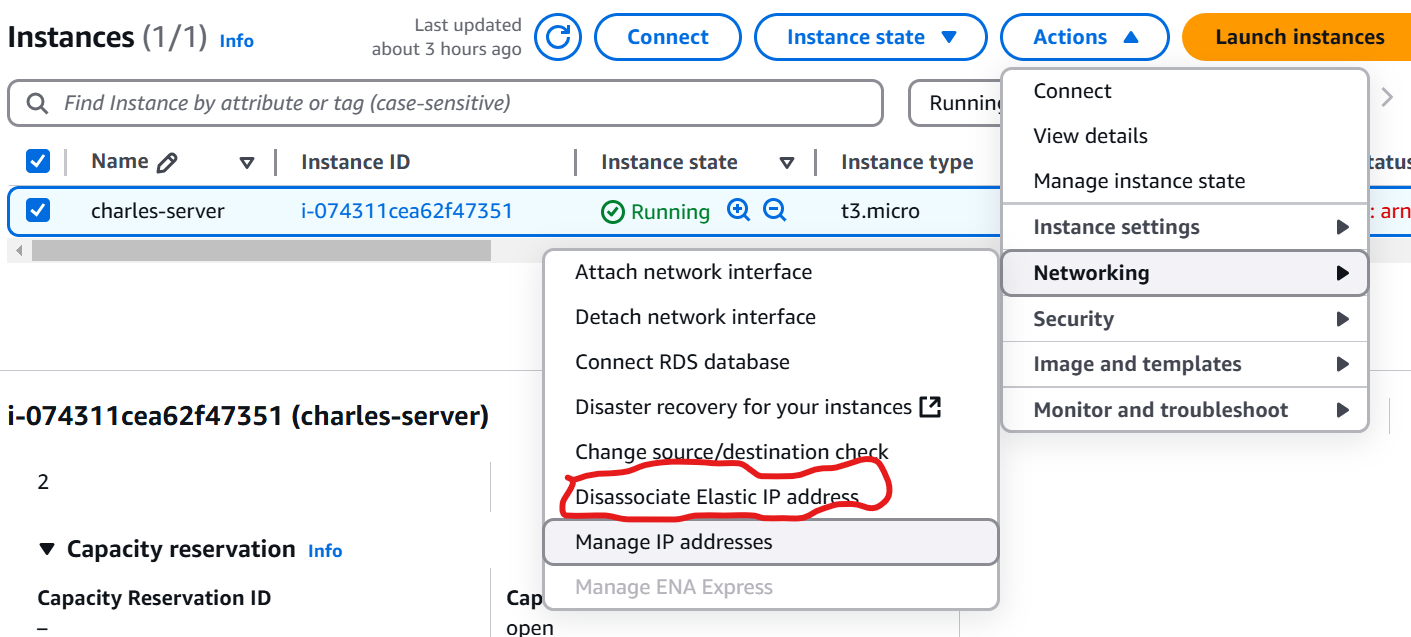 Instances (1/1) Info
Last updated
about 3 hours ago
Connect
Instance state
Actions
Launch instances
Find Instance by attribute or tag (case-sensitive)
Running
Name
Instance ID
Instance state
Instance type
charles-server
i-074311cea62f47351
Running
t3.micro
: arn
Connect
View details
Manage instance state
Instance settings
Networking
Security
Image and templates
Monitor and troubleshoot
Attach network interface
Detach network interface
Connect RDS database
Disaster recovery for your instances
Change source/destination check
Disassociate Elastic IP address
Manage IP addresses
Manage ENA Express
i-074311cea62f47351 (charles-server)
2
Capacity reservation Info
Capacity Reservation ID
–
Cap
open